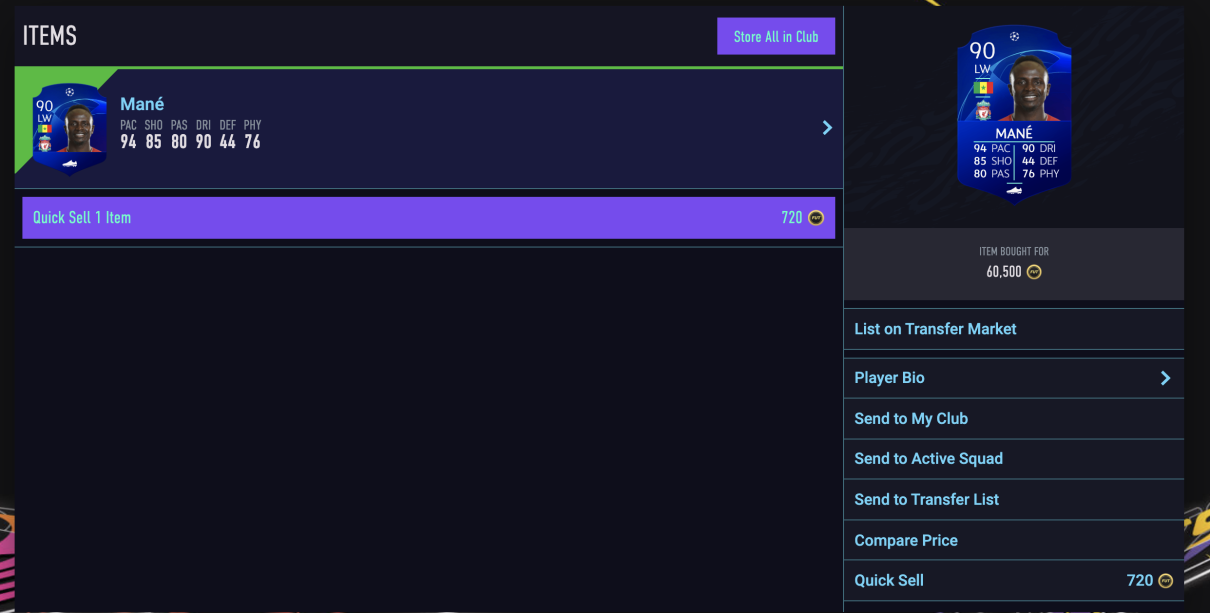 ITEMS
Store All in Club
90
LW
Mané
PAC SHO PAS DRI DEF PHY
94 85 80 90 44 76
Quick Sell 1 Item
720
90
LW
MANÉ
94 PAC 90 DRI
85 SHO 44 DEF
80 PAS 76 PHY
ITEM BOUGHT FOR
60,500
List on Transfer Market
Player Bio
Send to My Club
Send to Active Squad
Send to Transfer List
Compare Price
Quick Sell 720